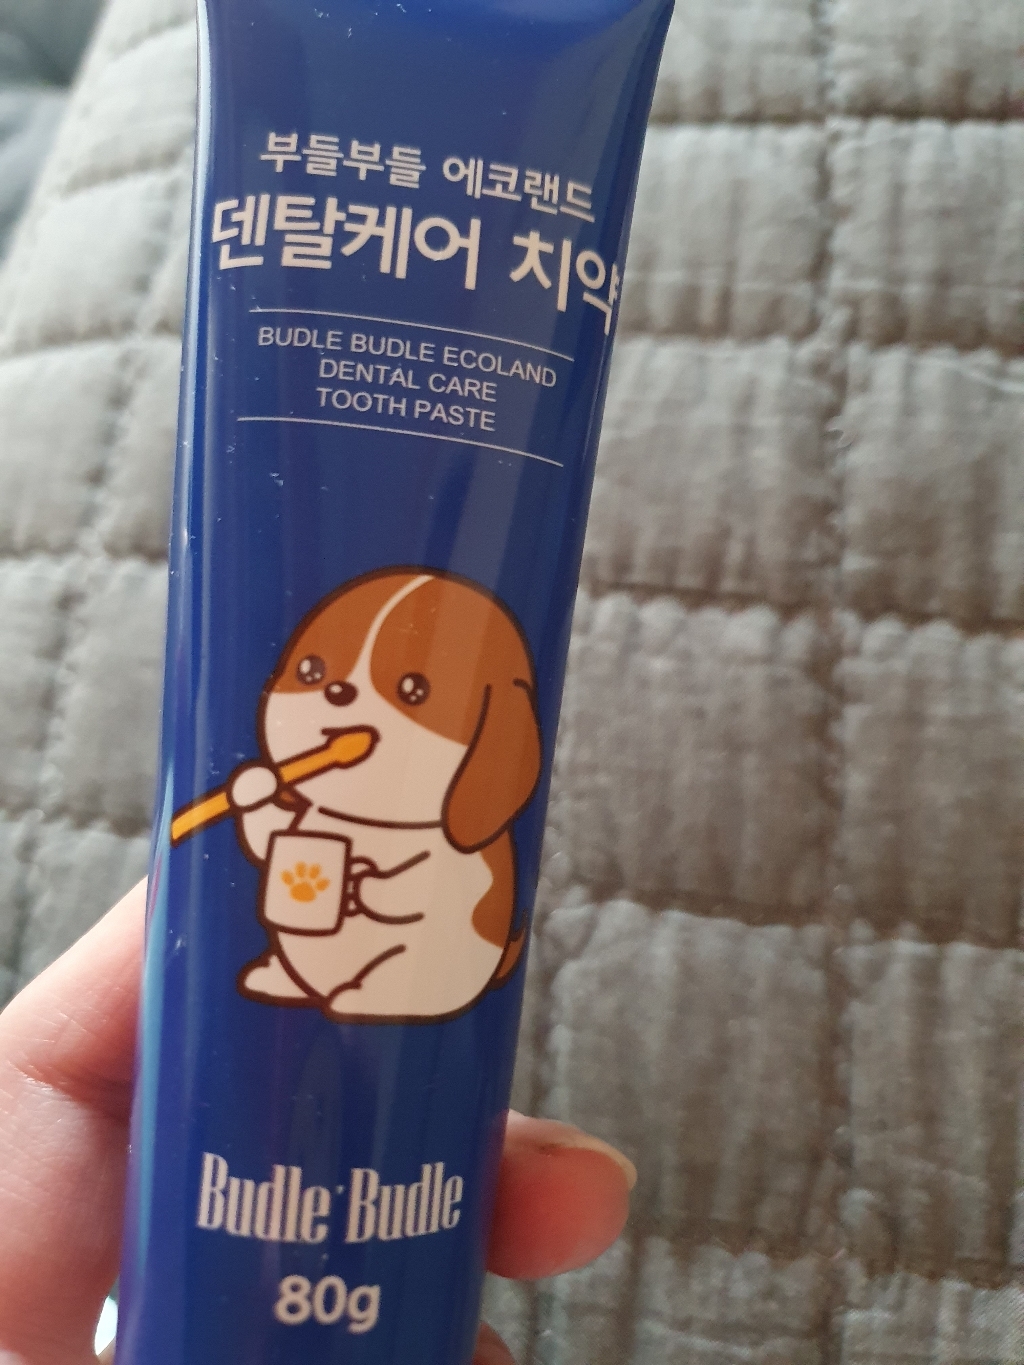 부들부들 에코랜드
덴탈케어 치약
BUDLE BUDLE ECOLAND
DENTAL CARE
TOOTH PASTE
Budle·Budle
80g